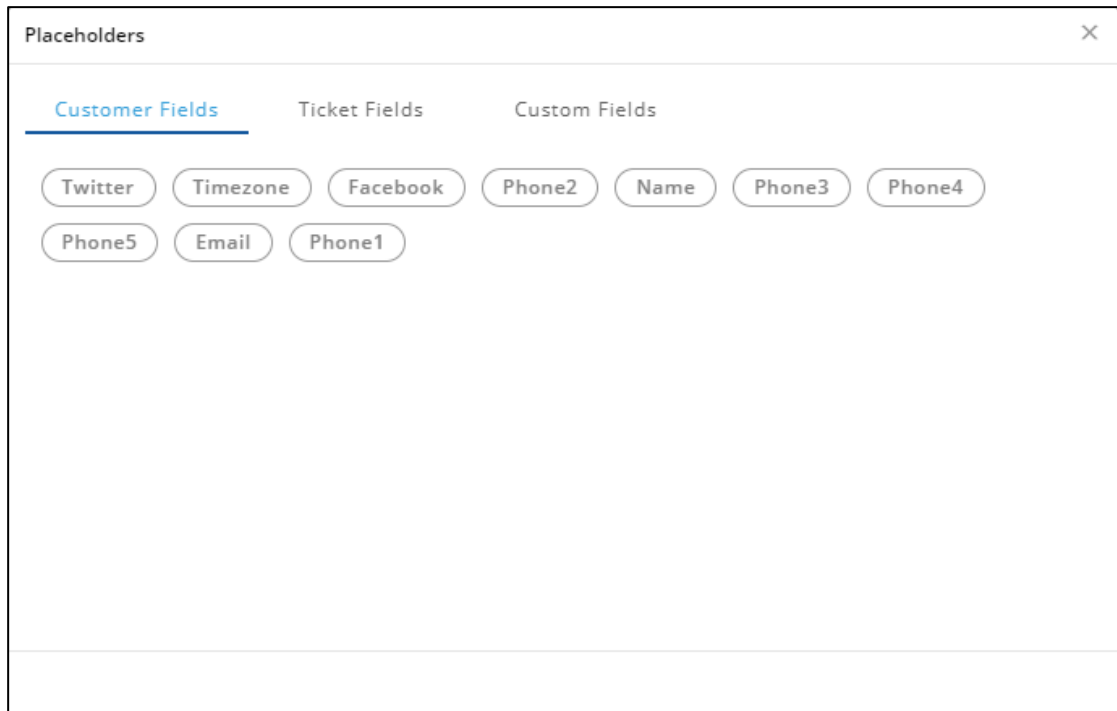 Placeholders
Customer Fields Ticket Fields Custom Fields
Twitter Timezone Facebook Phone2 Name Phone3 Phone4
Phone5 Email Phone1